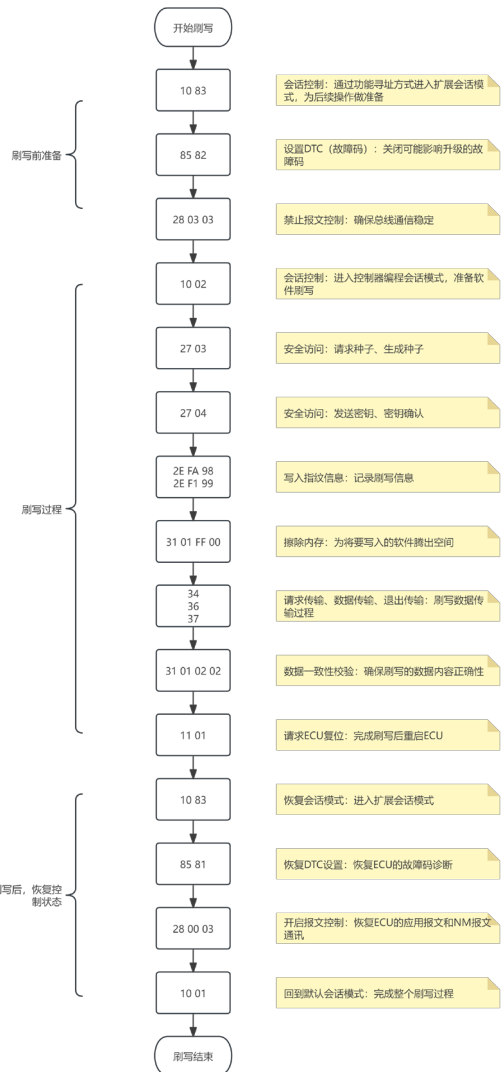 开始刷写
10 83
会话控制：通过功能寻址方式进入扩展会话模
式，为后续操作做准备
刷写前准备
85 82
设置DTC（故障码）：关闭可能影响升级的故
障码
28 03 03
禁止报文控制：确保总线通信稳定
10 02
会话控制：进入控制器编程会话模式，准备软
件刷写
27 03
安全访问：请求种子、生成种子
27 04
安全访问：发送密钥、密钥确认
2E FA 98
2E F1 99
写入指纹信息：记录刷写信息
刷写过程
31 01 FF 00
擦除内存：为将要写入的软件腾出空间
34
36
37
请求传输、数据传输、退出传输：刷写数据传
输过程
31 01 02 02
数据一致性校验：确保刷写的数据内容正确性
11 01
请求ECU复位：完成刷写后重启ECU
10 83
恢复会话模式：进入扩展会话模式
85 81
恢复DTC设置：恢复ECU的故障码诊断
写后，恢复控
制状态
28 00 03
开启报文控制：恢复ECU的应用报文和NM报文
通讯
10 01
回到默认会话模式：完成整个刷写过程
刷写结束